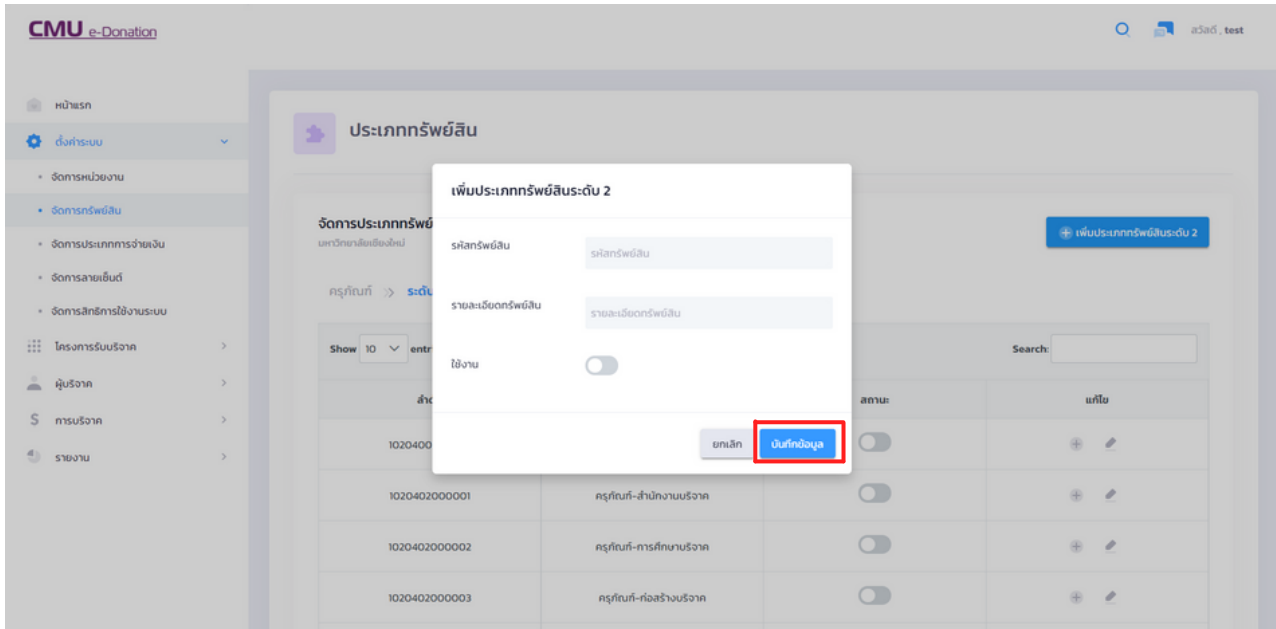 CMU e-Donation
สวัสดี , test
หน้าแรก
ตั้งค่าระบบ
จัดการหน่วยงาน
จัดการทรัพย์สิน
จัดการประเภทการจ่ายเงิน
จัดการลายเซ็นต์
จัดการสิทธิการใช้งานระบบ
โครงการรับบริจาค
ผู้บริจาค
การบริจาค
รายงาน
ประเภททรัพย์สิน
จัดการประเภททรัพย์
มหาวิทยาลัยเชียงใหม่
เพิ่มประเภททรัพย์สินระดับ 2
ครุภัณฑ์ >> ระดับ
Show 10 entr
Search:
ลำด
สถานะ
แก้ไข
1020400
1020402000001 ครุภัณฑ์-สำนักงานบริจาค
1020402000002 ครุภัณฑ์-การศึกษาบริจาค
1020402000003 ครุภัณฑ์-ก่อสร้างบริจาค
เพิ่มประเภททรัพย์สินระดับ 2
รหัสทรัพย์สิน รหัสทรัพย์สิน
รายละเอียดทรัพย์สิน รายละเอียดทรัพย์สิน
ใช้งาน
ยกเลิก บันทึกข้อมูล